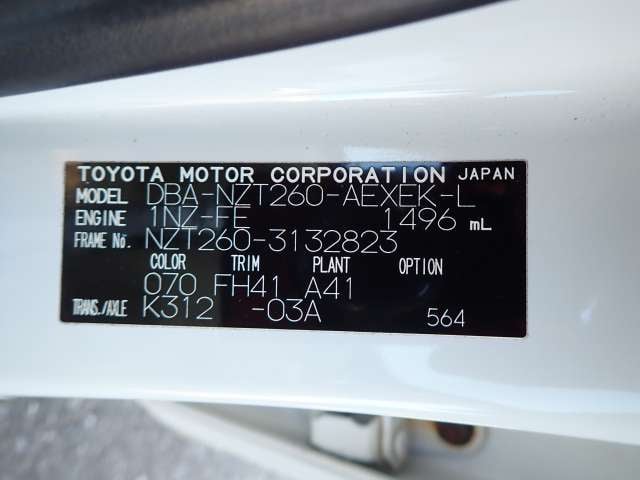 TOYOTA MOTOR CORPORATION JAPAN
MODEL DBA-NZT260-AEXEK-L
ENGINE 1NZ-FE 1496 mL
FRAME No. NZT260-3132823
COLOR TRIM PLANT OPTION
070 FH41 A41
TRANS./AXLE K312 -03A 564